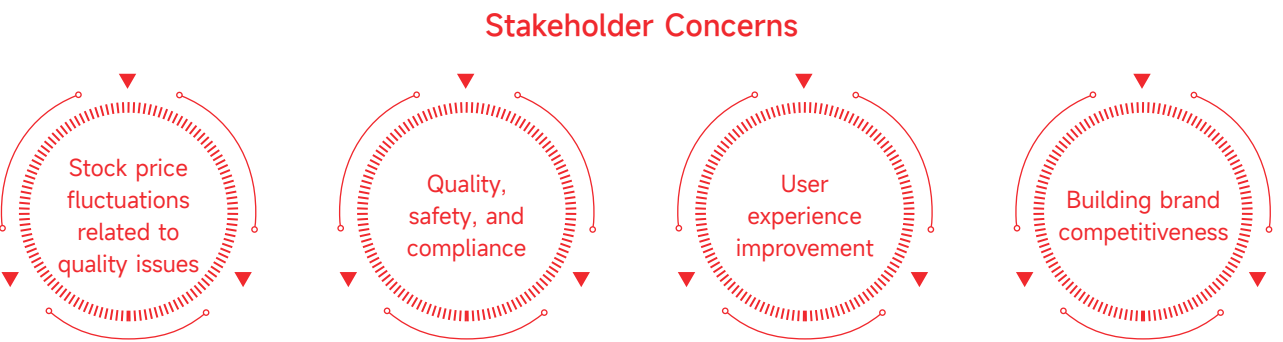 Stakeholder Concerns
Stock price
fluctuations
related to
quality issues
Quality,
safety, and
compliance
User
experience
improvement
Building brand
competitiveness